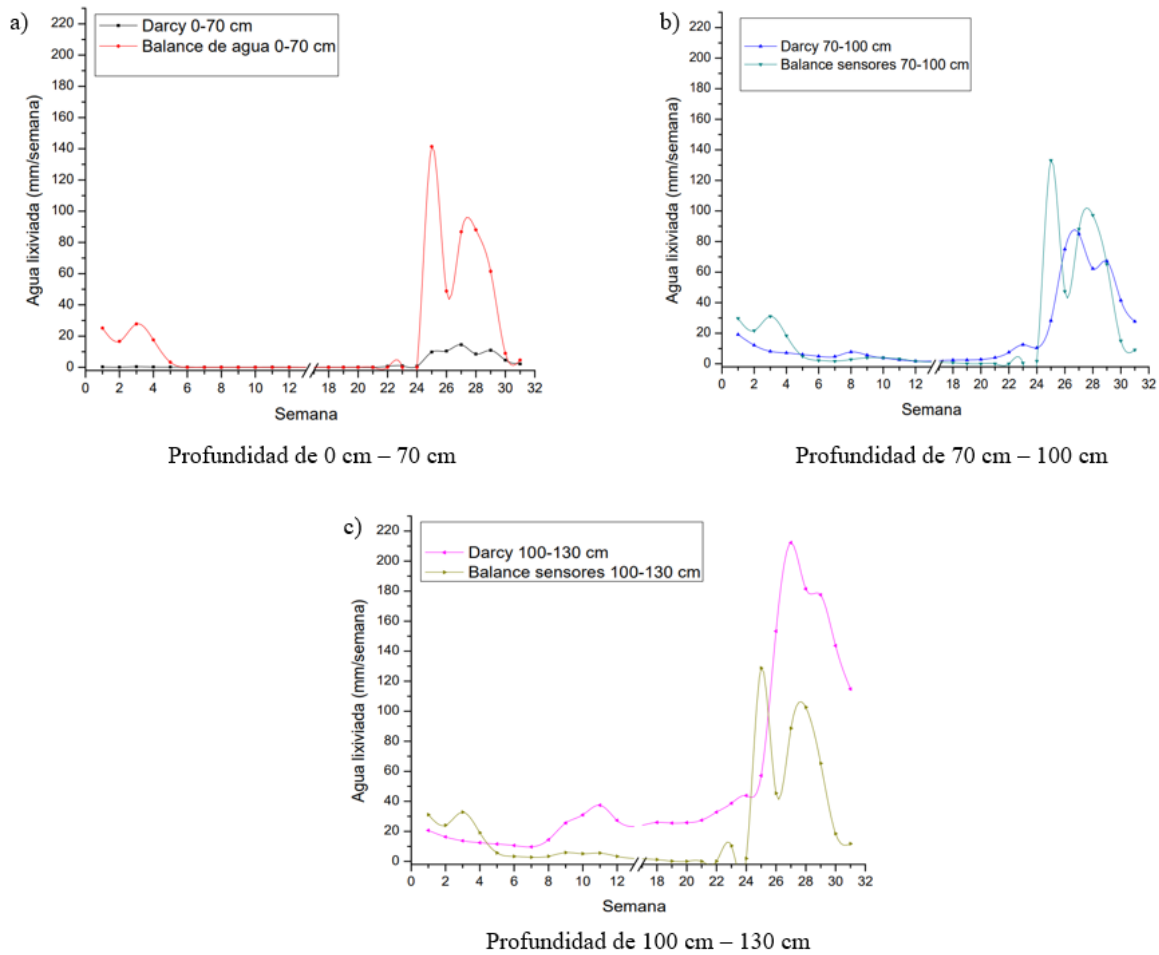 a)
Darcy 0-70 cm
Balance de agua 0-70 cm
Agua lixiviada (mm/semana)
220
200
180
160
140
120
100
80
60
40
20
0
0 2 4 6 8 10 12 18 20 22 24 26 28 30 32
Semana
Profundidad de 0 cm – 70 cm
b)
Darcy 70-100 cm
Balance sensores 70-100 cm
Agua lixiviada (mm/semana)
220
200
180
160
140
120
100
80
60
40
20
0
0 2 4 6 8 10 12 18 20 22 24 26 28 30 32
Semana
Profundidad de 70 cm – 100 cm
c)
Darcy 100-130 cm
Balance sensores 100-130 cm
Agua lixiviada (mm/semana)
220
200
180
160
140
120
100
80
60
40
20
0
0 2 4 6 8 10 12 18 20 22 24 26 28 30 32
Semana
Profundidad de 100 cm – 130 cm